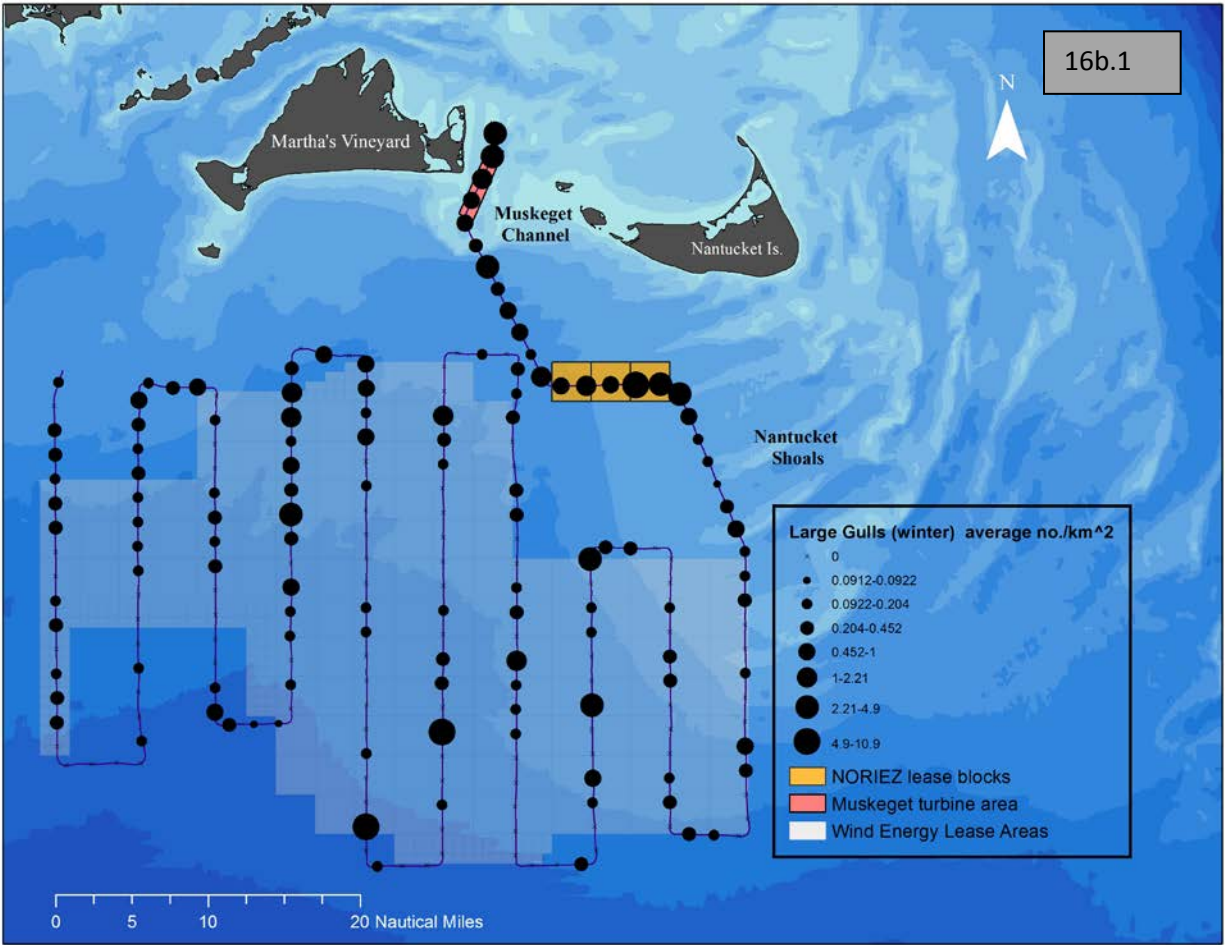 16b.1
N
Martha's Vineyard
Muskeget
Channel
Nantucket Is.
Nantucket
Shoals
Large Gulls (winter) average no./km^2
0
0.0912-0.0922
0.0922-0.204
0.204-0.452
0.452-1
1-2.21
2.21-4.9
4.9-10.9
NORIEZ lease blocks
Muskeget turbine area
Wind Energy Lease Areas
0 5 10 20 Nautical Miles